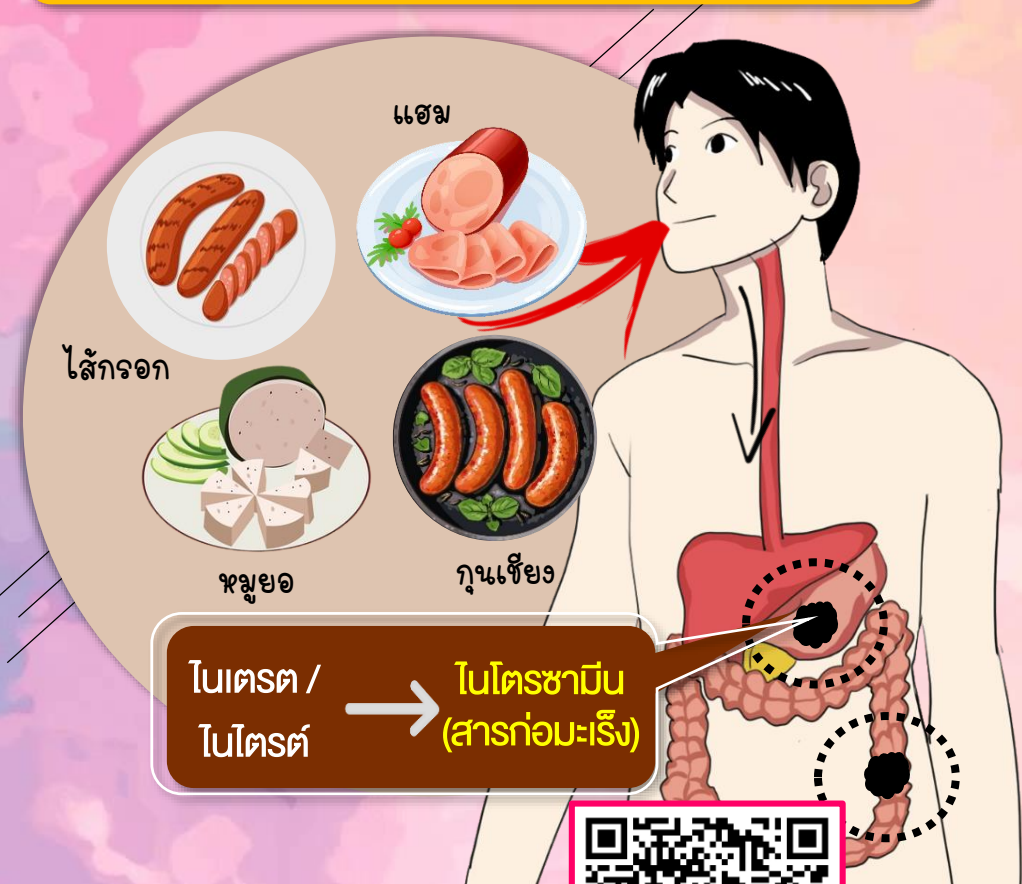 แฮม
ไส้กรอก
หมูยอ
กุนเชียง
ไนเตรต /
ไนไตรต์
ไนโตรซามีน
(สารก่อมะเร็ง)